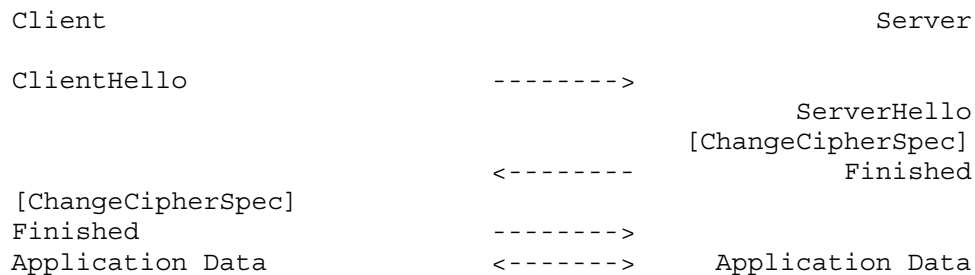 Client                                                Server

ClientHello                   -------->
                                                 ServerHello
                                          [ChangeCipherSpec]
                              <--------             Finished
[ChangeCipherSpec]
Finished                      -------->
Application Data              <------->     Application Data